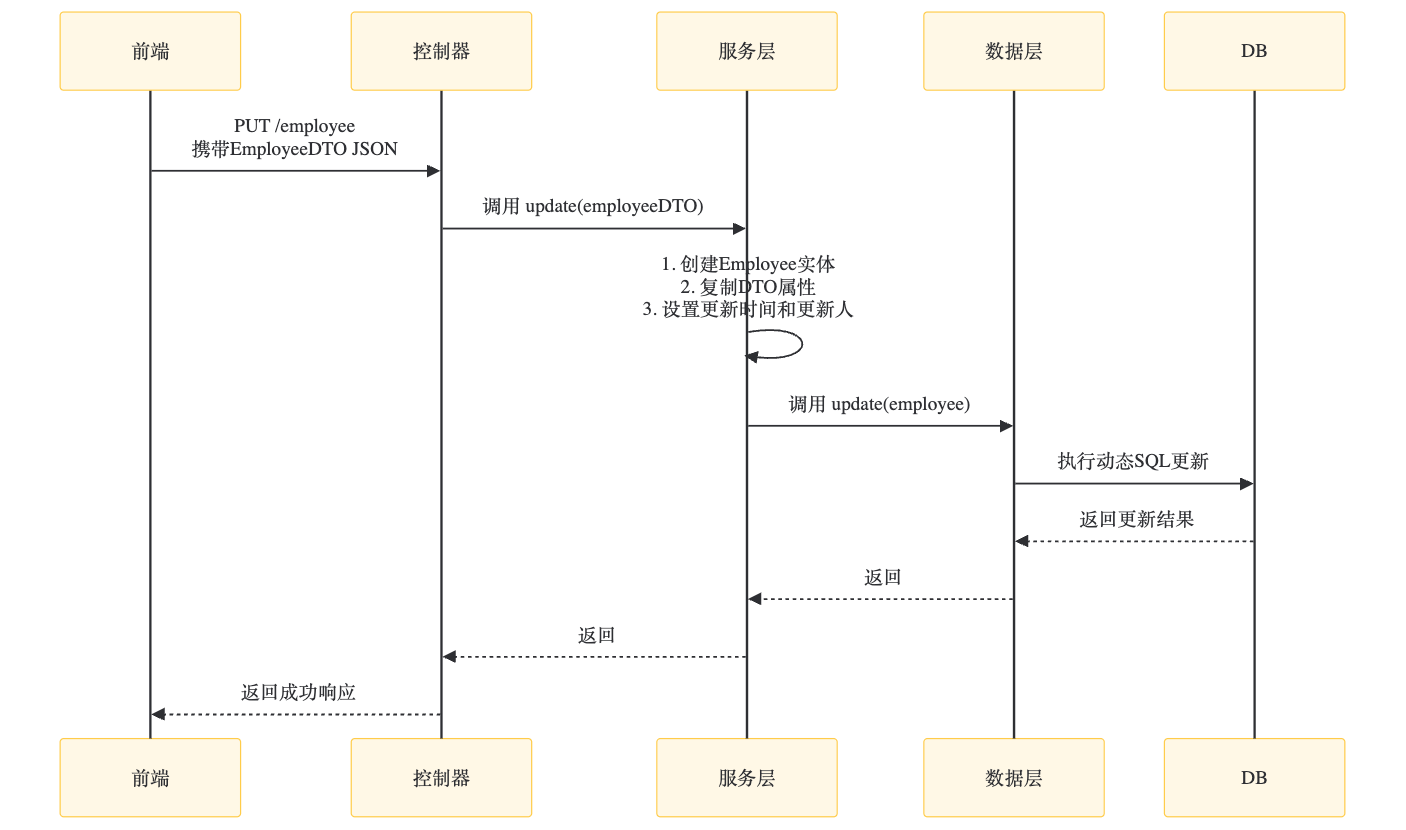 前端
控制器
服务层
数据层
DB
PUT /employee
携带EmployeeDTO JSON
调用 update(employeeDTO)
1. 创建Employee实体
2. 复制DTO属性
3. 设置更新时间和更新人
调用 update(employee)
执行动态SQL更新
返回更新结果
返回
返回
返回成功响应
前端
控制器
服务层
数据层
DB